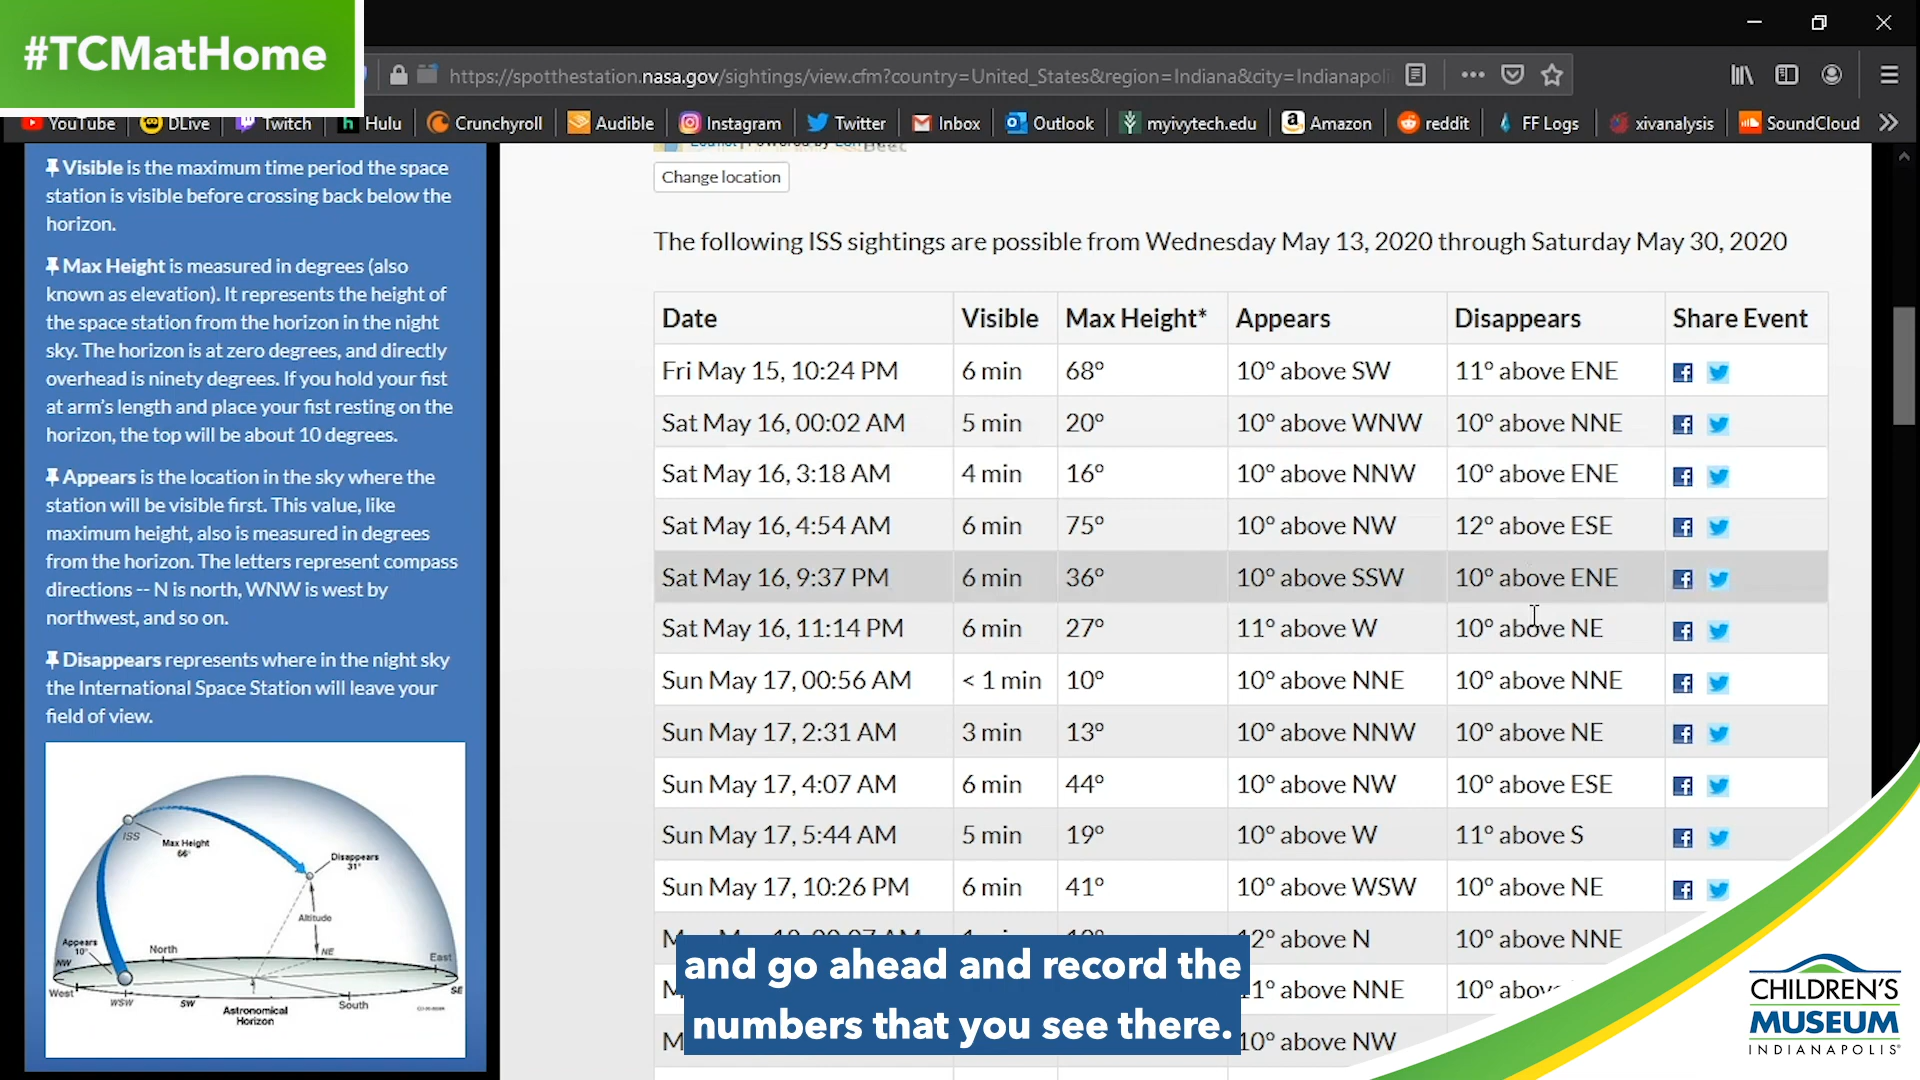 #TCMatHome
https://spotthestation.nasa.gov/sightings/view.cfm?country=United_States&region=Indiana&city=Indianapoli
YouTube DLive Twitch Hulu Crunchyroll Audible Instagram Twitter Inbox Outlook myivytech.edu Amazon reddit FF Logs xivanalysis SoundCloud
Visible is the maximum time period the space
station is visible before crossing back below the
horizon.
Max Height is measured in degrees (also
known as elevation). It represents the height of
the space station from the horizon in the night
sky. The horizon is at zero degrees, and directly
overhead is ninety degrees. If you hold your fist
at arm's length and place your fist resting on the
horizon, the top will be about 10 degrees.
Appears is the location in the sky where the
station will be visible first. This value, like
maximum height, also is measured in degrees
from the horizon. The letters represent compass
directions -- N is north, WNW is west by
northwest, and so on.
Disappears represents where in the night sky
the International Space Station will leave your
field of view.
ISS
Max Height
66°
Disappears
31°
Altitude
Appears
10°
North
NE
East
NW
West
WSW
SW
South
SE
Astronomical
Horizon
Change location
The following ISS sightings are possible from Wednesday May 13, 2020 through Saturday May 30, 2020
Date Visible Max Height* Appears Disappears Share Event
Fri May 15, 10:24 PM 6 min 68° 10° above SW 11° above ENE
Sat May 16, 00:02 AM 5 min 20° 10° above WNW 10° above NNE
Sat May 16, 3:18 AM 4 min 16° 10° above NNW 10° above ENE
Sat May 16, 4:54 AM 6 min 75° 10° above NW 12° above ESE
Sat May 16, 9:37 PM 6 min 36° 10° above SSW 10° above ENE
Sat May 16, 11:14 PM 6 min 27° 11° above W 10° above NE
Sun May 17, 00:56 AM < 1 min 10° 10° above NNE 10° above NNE
Sun May 17, 2:31 AM 3 min 13° 10° above NNW 10° above NE
Sun May 17, 4:07 AM 6 min 44° 10° above NW 10° above ESE
Sun May 17, 5:44 AM 5 min 19° 10° above W 11° above S
Sun May 17, 10:26 PM 6 min 41° 10° above WSW 10° above NE
2° above N 10° above NNE
1° above NNE 10° abov
10° above NW
and go ahead and record the
numbers that you see there.
CHILDREN'S
MUSEUM
INDIANAPOLIS